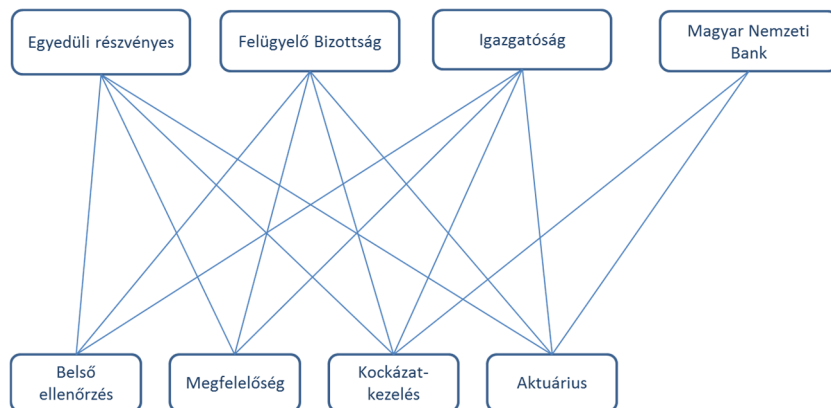 Egyedüli részvényes
Felügyelő Bizottság
Igazgatóság
Magyar Nemzeti
Bank
Belső
ellenőrzés
Megfelelőség
Kockázat-
kezelés
Aktuárius